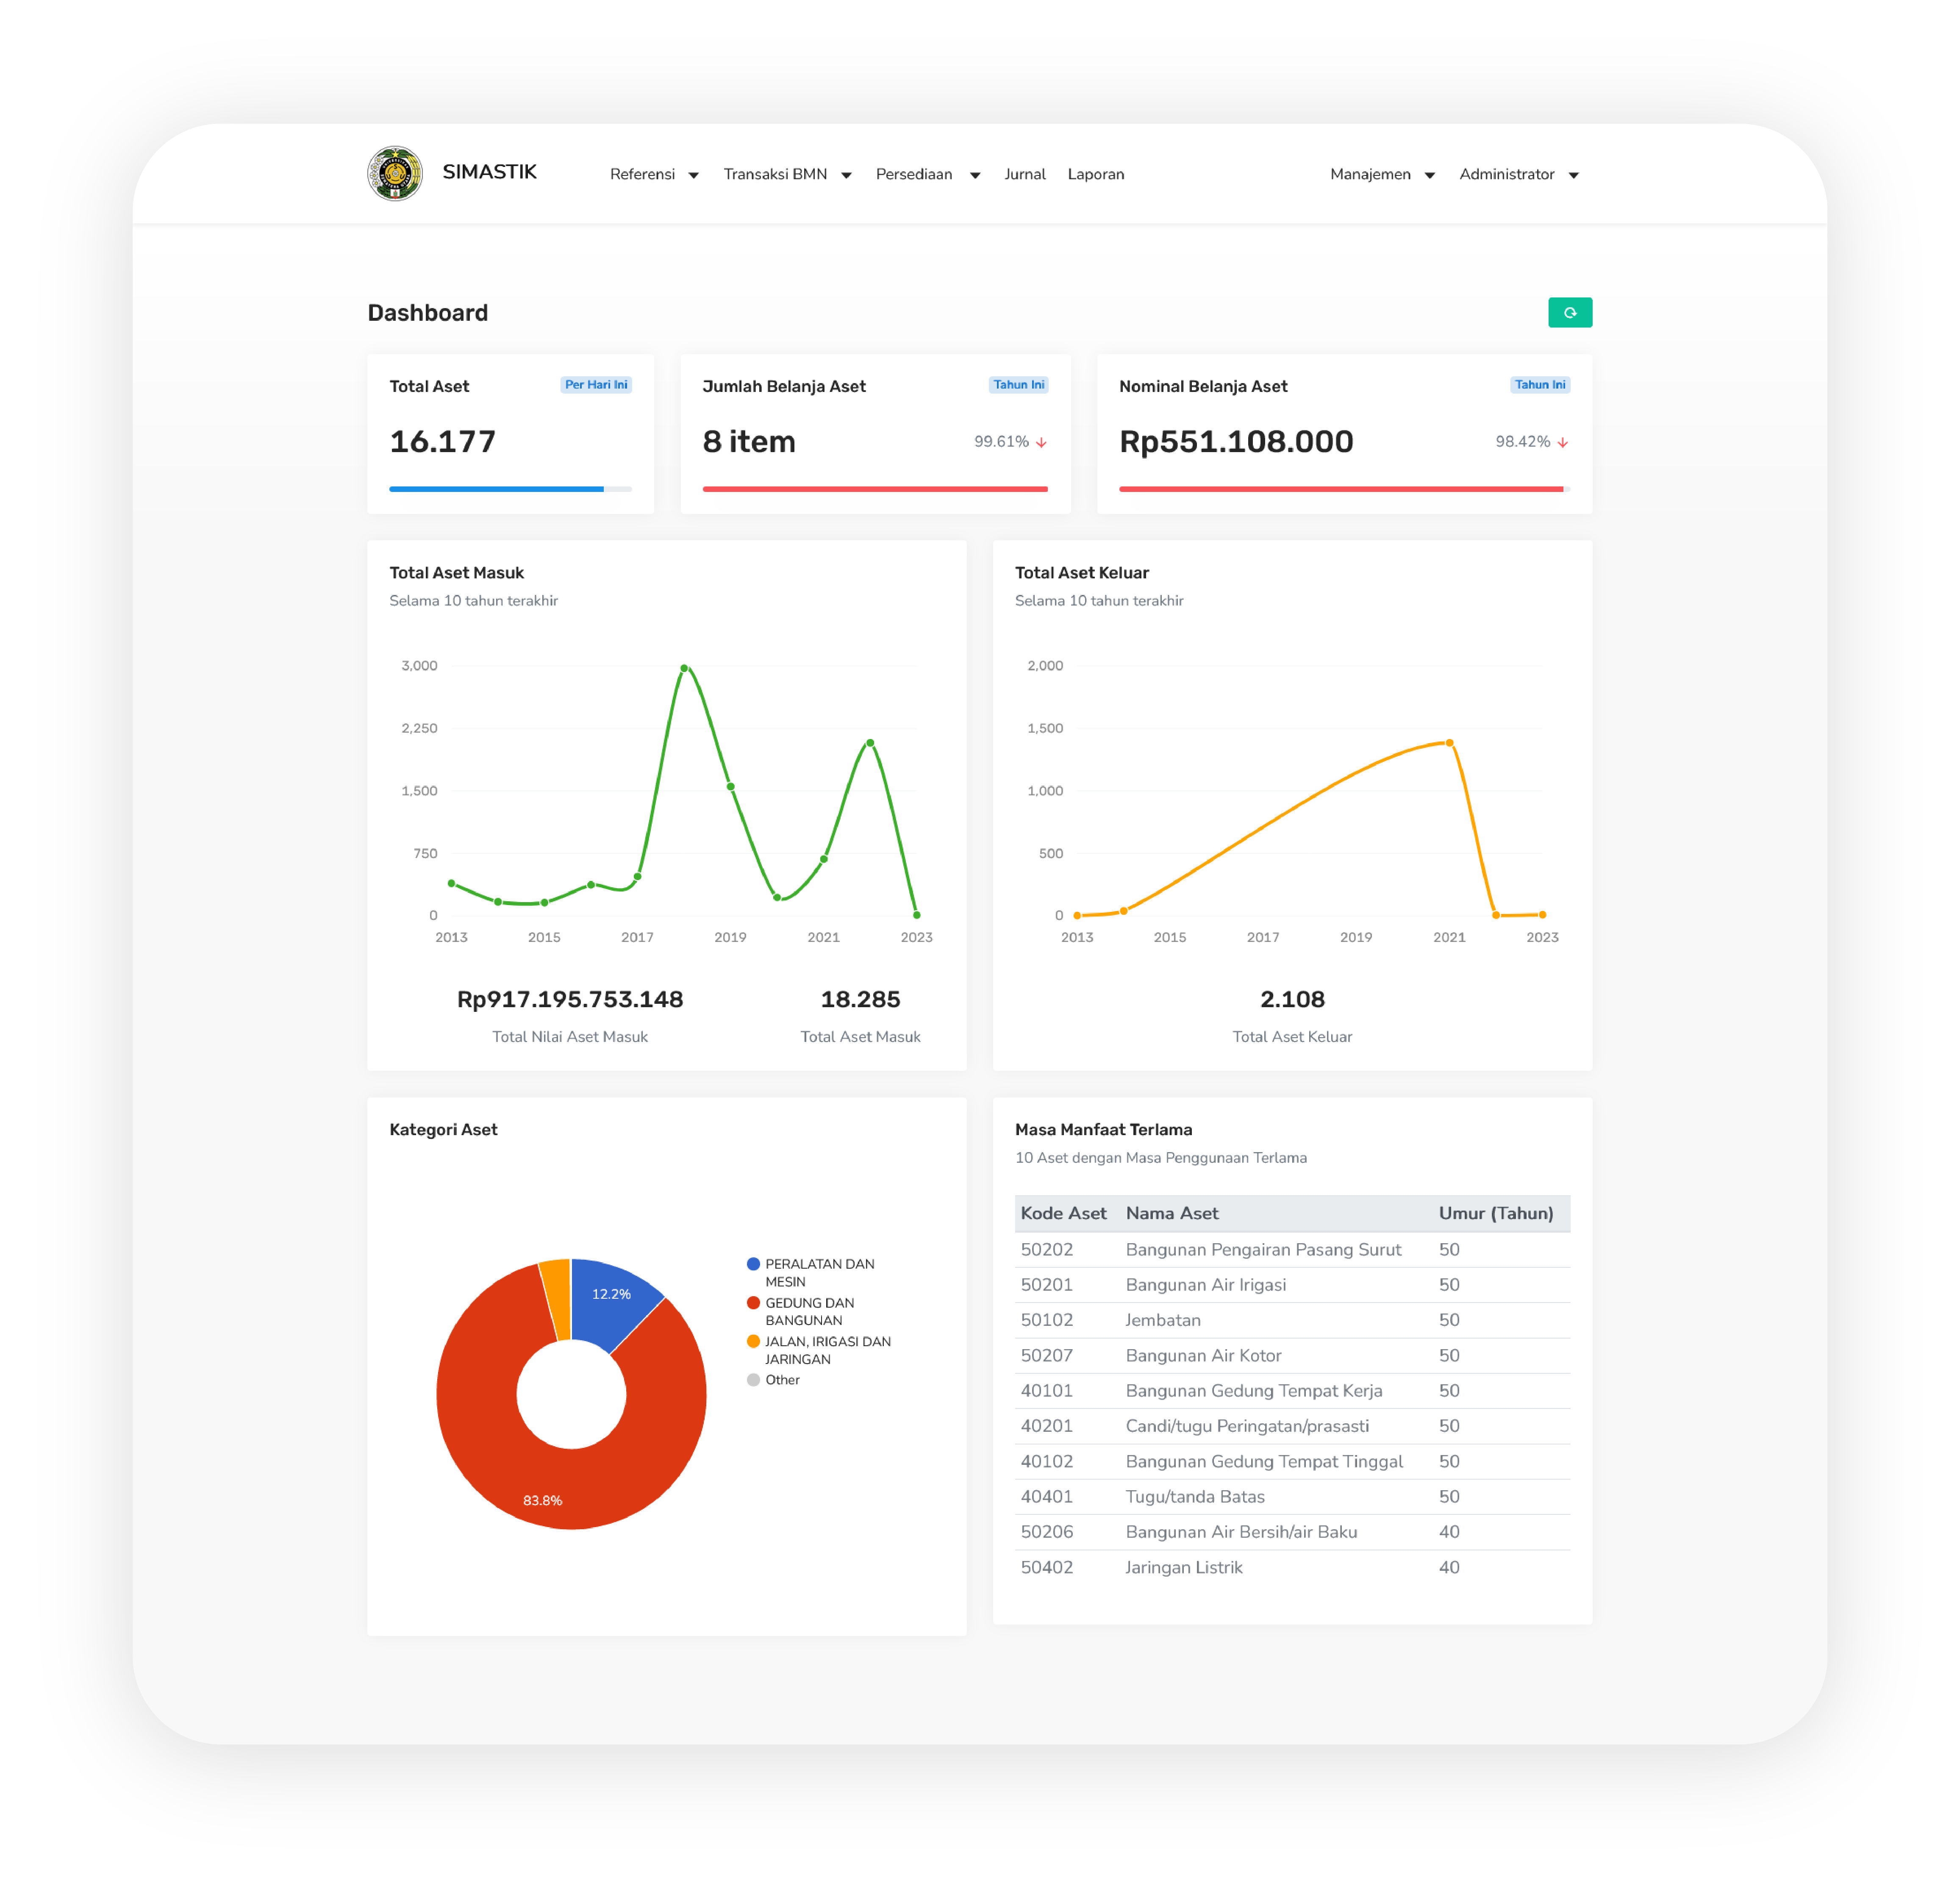 SIMASTIK
Referensi
Transaksi BMN
Persediaan
Jurnal
Laporan
Manajemen
Administrator
Dashboard
Total Aset
Per Hari Ini
16.177
Jumlah Belanja Aset
Tahun Ini
8 item
99.61%
Nominal Belanja Aset
Tahun Ini
Rp551.108.000
98.42%
Total Aset Masuk
Selama 10 tahun terakhir
3,000
2,250
1,500
750
0
2013
2015
2017
2019
2021
2023
Rp917.195.753.148
Total Nilai Aset Masuk
18.285
Total Aset Masuk
Total Aset Keluar
Selama 10 tahun terakhir
2,000
1,500
1,000
500
0
2013
2015
2017
2019
2021
2023
2.108
Total Aset Keluar
Kategori Aset
12.2%
83.8%
PERALATAN DAN
MESIN
GEDUNG DAN
BANGUNAN
JALAN, IRIGASI DAN
JARINGAN
Other
Masa Manfaat Terlama
10 Aset dengan Masa Penggunaan Terlama
Kode Aset Nama Aset Umur (Tahun)
50202 Bangunan Pengairan Pasang Surut 50
50201 Bangunan Air Irigasi 50
50102 Jembatan 50
50207 Bangunan Air Kotor 50
40101 Bangunan Gedung Tempat Kerja 50
40201 Candi/tugu Peringatan/prasasti 50
40102 Bangunan Gedung Tempat Tinggal 50
40401 Tugu/tanda Batas 50
50206 Bangunan Air Bersih/air Baku 40
50402 Jaringan Listrik 40